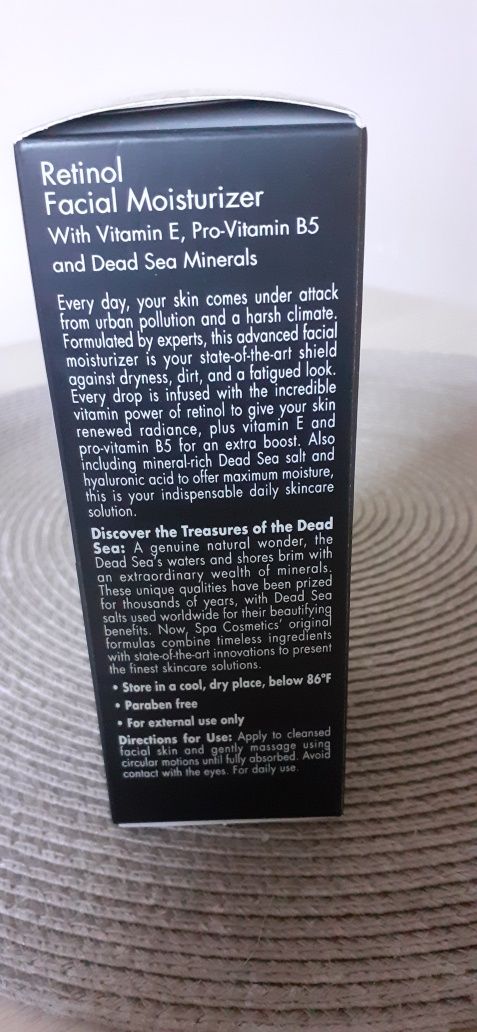 Retinol
Facial Moisturizer
With Vitamin E, Pro-Vitamin B5
and Dead Sea Minerals
Every day, your skin comes under attack
from urban pollution and a harsh climate.
Formulated by experts, this advanced facial
moisturizer is your state-of-the-art shield
against dryness, dirt, and a fatigued look.
Every drop is infused with the incredible
vitamin power of retinol to give your skin
renewed radiance, plus vitamin E and
pro-vitamin B5 for an extra boost. Also
including mineral-rich Dead Sea salt and
hyaluronic acid to offer maximum moisture,
this is your indispensable daily skincare
solution.
Discover the Treasures of the Dead
Sea: A genuine natural wonder, the
Dead Sea's waters and shores brim with
an extraordinary wealth of minerals.
These unique qualities have been prized
for thousands of years, with Dead Sea
salts used worldwide for their beautifying
benefits. Now, Spa Cosmetics' original
formulas combine timeless ingredients
with state-of-the-art innovations to present
the finest skincare solutions.
• Store in a cool, dry place, below 86°F
• Paraben free
• For external use only
Directions for Use: Apply to cleansed
facial skin and gently massage using
circular motions until fully absorbed. Avoid
contact with the eyes. For daily use.